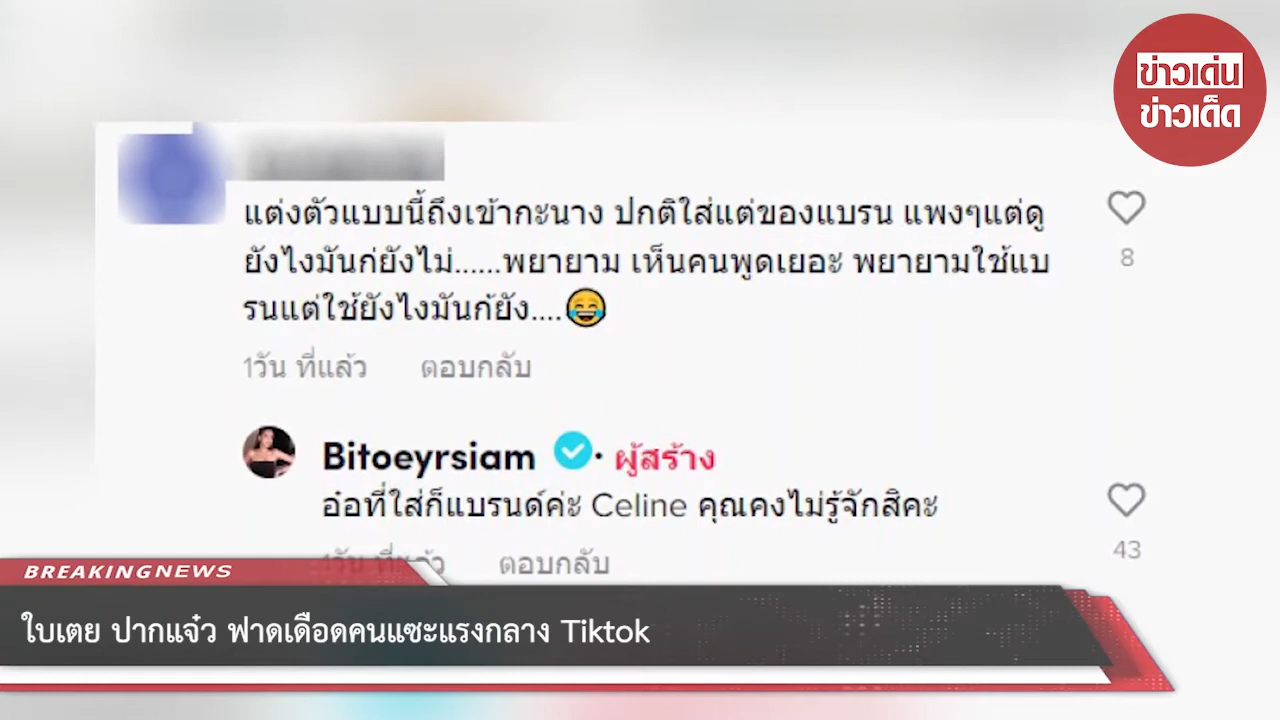 ข่าวเด่น
ข่าวเด็ด
แต่งตัวแบบนี้ถึงเข้ากะนาง ปกติใส่แต่ของแบรน แพงๆแต่ดู
ยังไงมันก่ยังไม่......พยายาม เห็นคนพูดเยอะ พยายามใช้แบ
รนแต่ใช้ยังไงมันก้ยัง....😂
8
1วัน ที่แล้ว ตอบกลับ
Bitoeyrsiam · ผู้สร้าง
อ๋อที่ใส่ก็แบรนด์ค่ะ Celine คุณคงไม่รู้จักสิคะ
43
1วัน ที่แล้ว ตอบกลับ
BREAKINGNEWS
ใบเตย ปากแจ๋ว ฟาดเดือดคนแซะแรงกลาง Tiktok